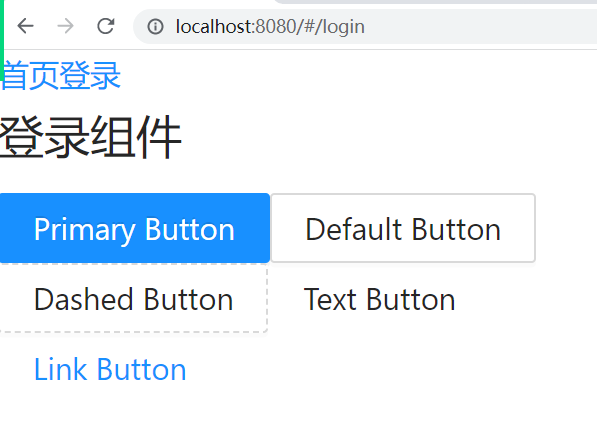 localhost:8080/#/login
首页登录
登录组件
Primary Button Default Button
Dashed Button Text Button
Link Button